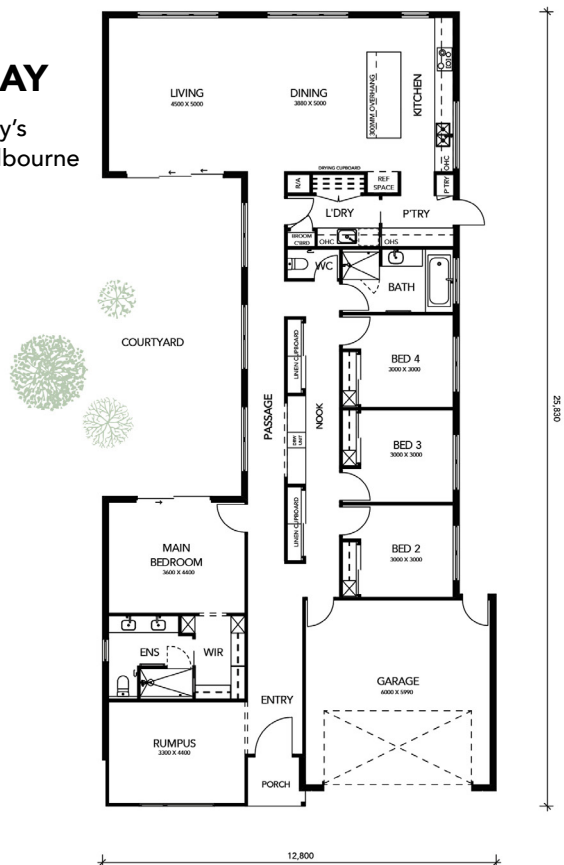 AY
y's
lbourne
LIVING
4500 X 5000
DINING
3880 X 5000
300MM OVERHANG
KITCHEN
OHC
DRYING CUPBOARD
R/A
REF
SPACE
P'TRY
L'DRY
P'TRY
BROOM
C'BRD
OHC
OHS
WC
BATH
COURTYARD
LINEN CUPBOARD
BED 4
3000 X 3000
PASSAGE
NOOK
BED 3
3000 X 3000
LINEN CUPBOARD
BED 2
3000 X 3000
MAIN
BEDROOM
3600 X 4400
ENS
WIR
GARAGE
6000 X 5990
ENTRY
RUMPUS
3300 X 4400
PORCH
25,830
12,800